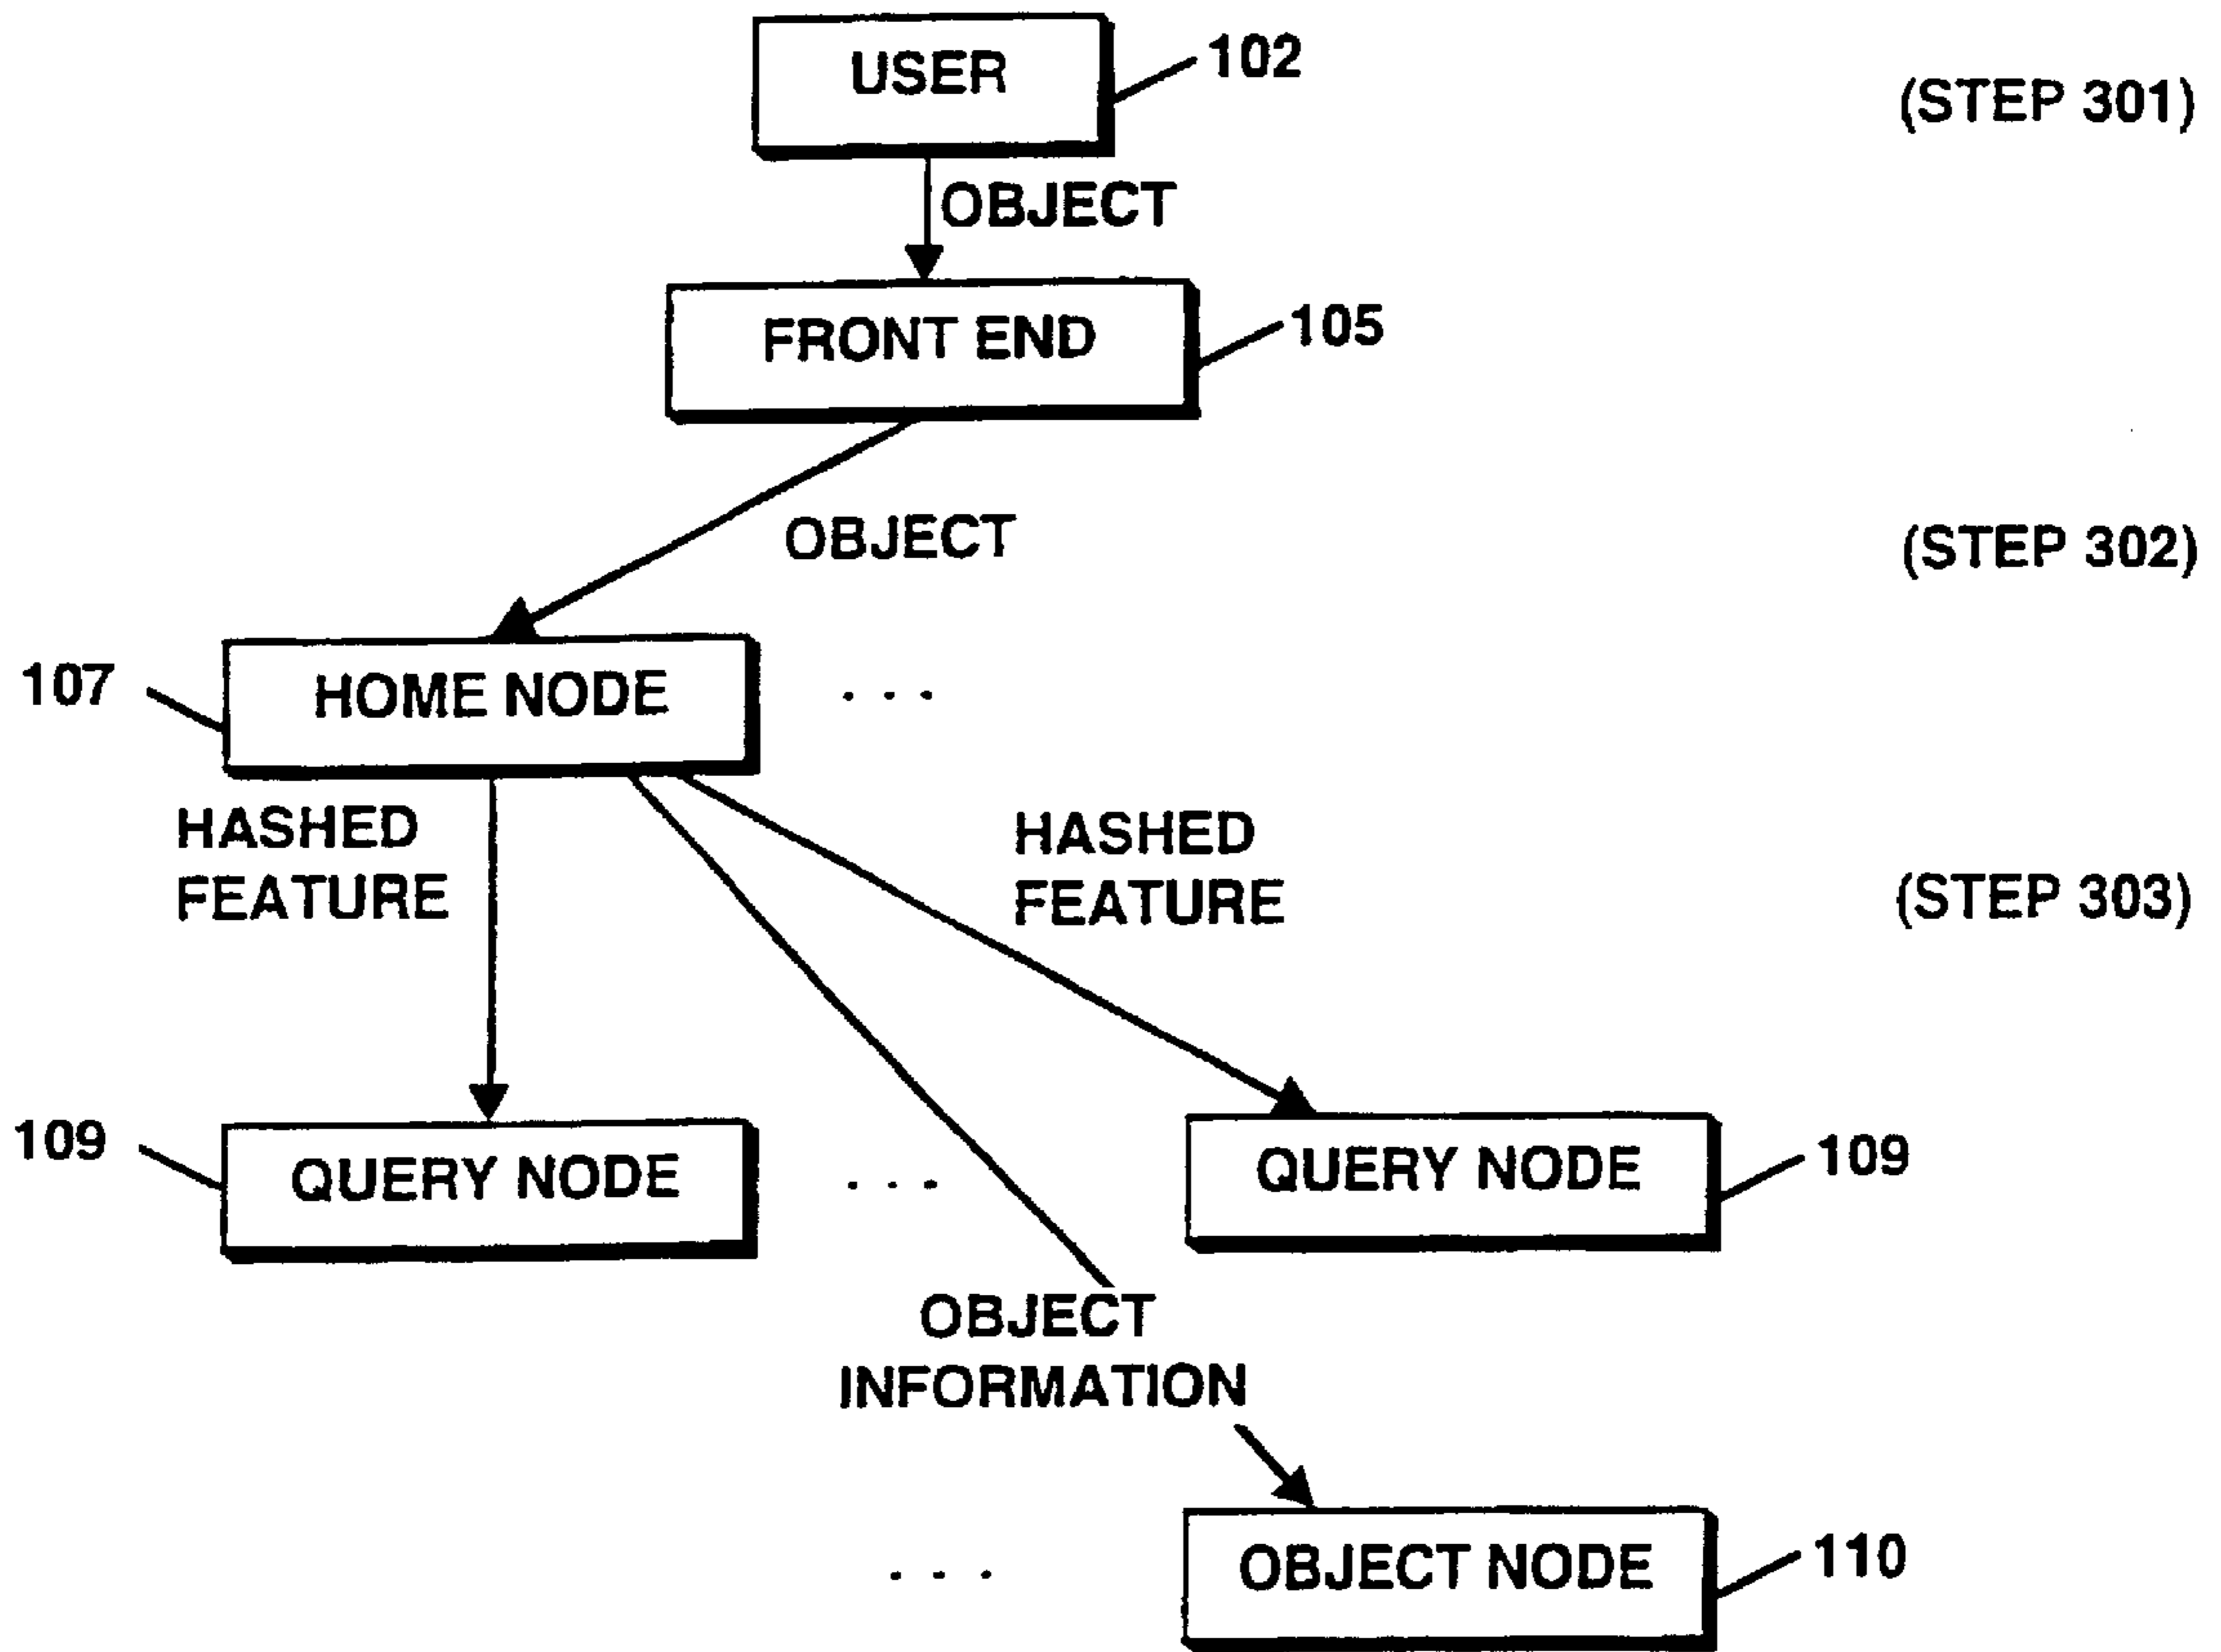 USER
102
(STEP 301)
OBJECT
FRONT END
105
OBJECT
(STEP 302)
107
HOME NODE
. . .
HASHED
FEATURE
HASHED
FEATURE
(STEP 303)
109
QUERY NODE
. . .
QUERY NODE
109
OBJECT
INFORMATION
. . .
OBJECT NODE
110